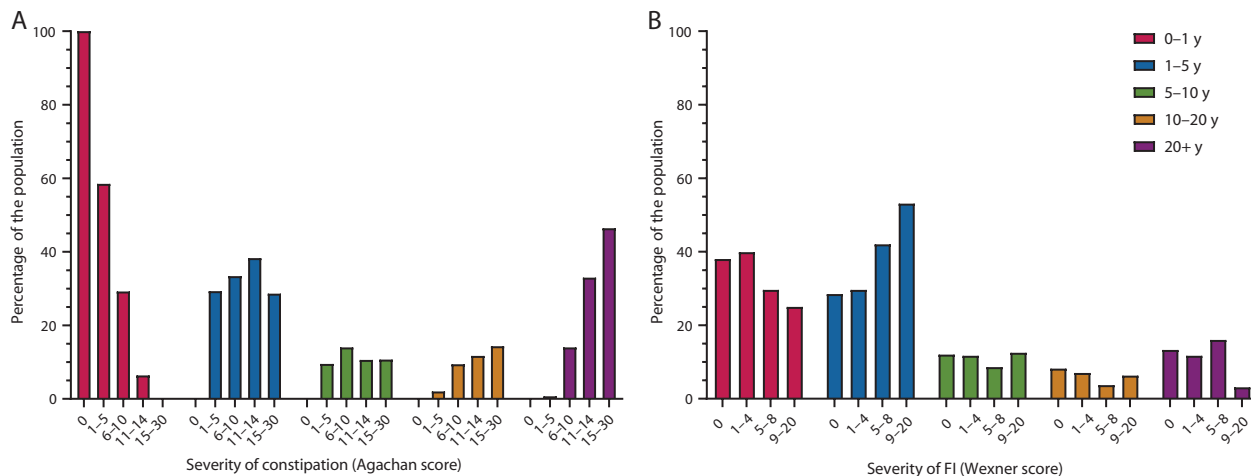 A
Percentage of the population
100
80
60
40
20
0
0 1–5 6–10 11–14 15–30 0 1–5 6–10 11–14 15–30 0 1–5 6–10 11–14 15–30 0 1–5 6–10 11–14 15–30 0 1–5 6–10 11–14 15–30
Severity of constipation (Agachan score)
B
Percentage of the population
100
80
60
40
20
0
0 1–4 5–8 9–20 0 1–4 5–8 9–20 0 1–4 5–8 9–20 0 1–4 5–8 9–20 0 1–4 5–8 9–20
Severity of FI (Wexner score)
0–1 y
1–5 y
5–10 y
10–20 y
20+ y